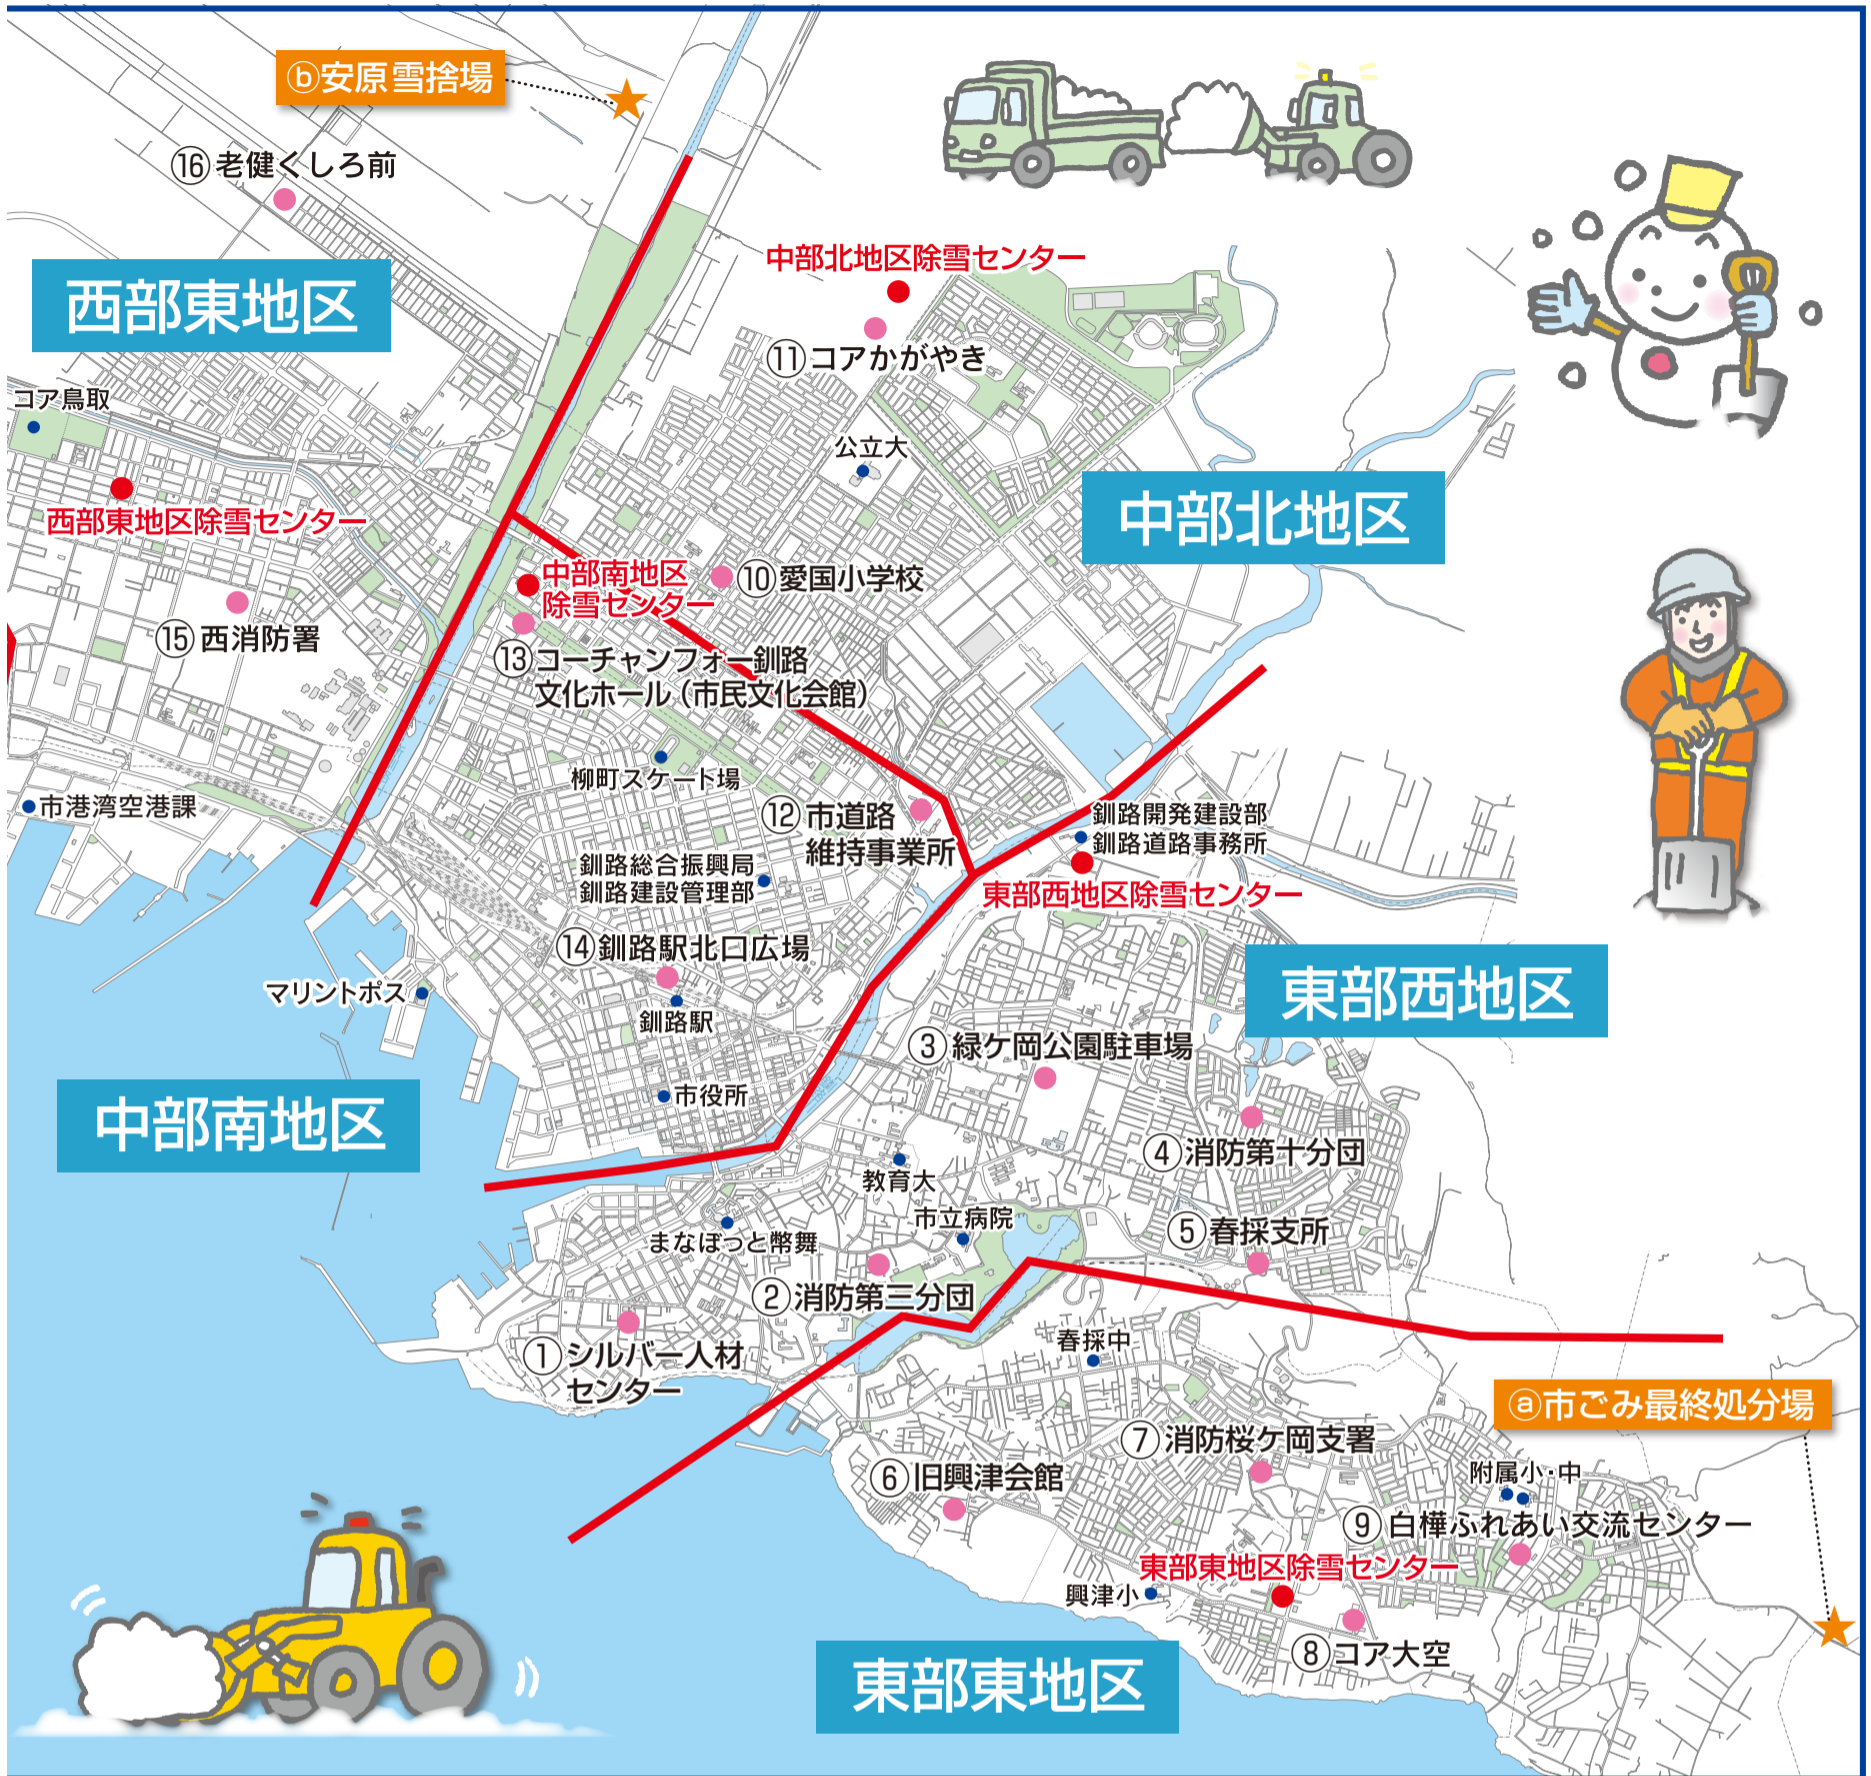 ⓑ安原雪捨場
⑯老健くしろ前
西部東地区
中部北地区除雪センター
⑪コアかがやき
コア鳥取
公立大
西部東地区除雪センター
中部北地区
中部南地区
除雪センター
⑩愛国小学校
⑮西消防署
⑬コーチャンフォー釧路
文化ホール（市民文化会館）
柳町スケート場
市港湾空港課
⑫市道路
維持事業所
釧路開発建設部
釧路道路事務所
釧路総合振興局
釧路建設管理部
東部西地区除雪センター
⑭釧路駅北口広場
東部西地区
マリントポス
釧路駅
③緑ケ岡公園駐車場
市役所
中部南地区
④消防第十分団
教育大
市立病院
⑤春採支所
まなぼっと幣舞
②消防第三分団
①シルバー人材
センター
春採中
ⓐ市ごみ最終処分場
⑦消防桜ケ岡支署
⑥旧興津会館
附属小・中
⑨白樺ふれあい交流センター
東部東地区除雪センター
興津小
⑧コア大空
東部東地区